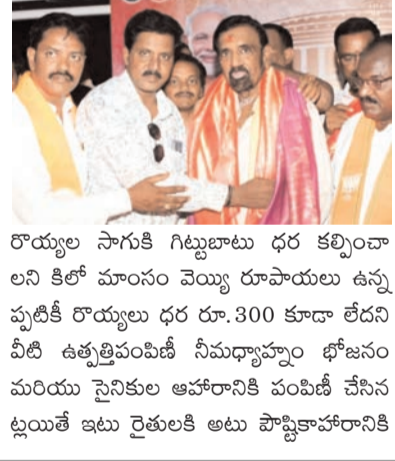 రొయ్యల సాగుకి గిట్టుబాటు ధర కల్పించా
లని కిలో మాంసం వెయ్యి రూపాయలు ఉన్న
ప్పటికీ రొయ్యలు ధర రూ.300 కూడా లేదని
వీటి ఉత్పత్తిపంపిణీ నీమధ్యాహ్నం భోజనం
మరియు సైనికుల ఆహారానికి పంపిణీ చేసిన
ట్లయితే ఇటు రైతులకి అటు పౌష్టికాహారానికి